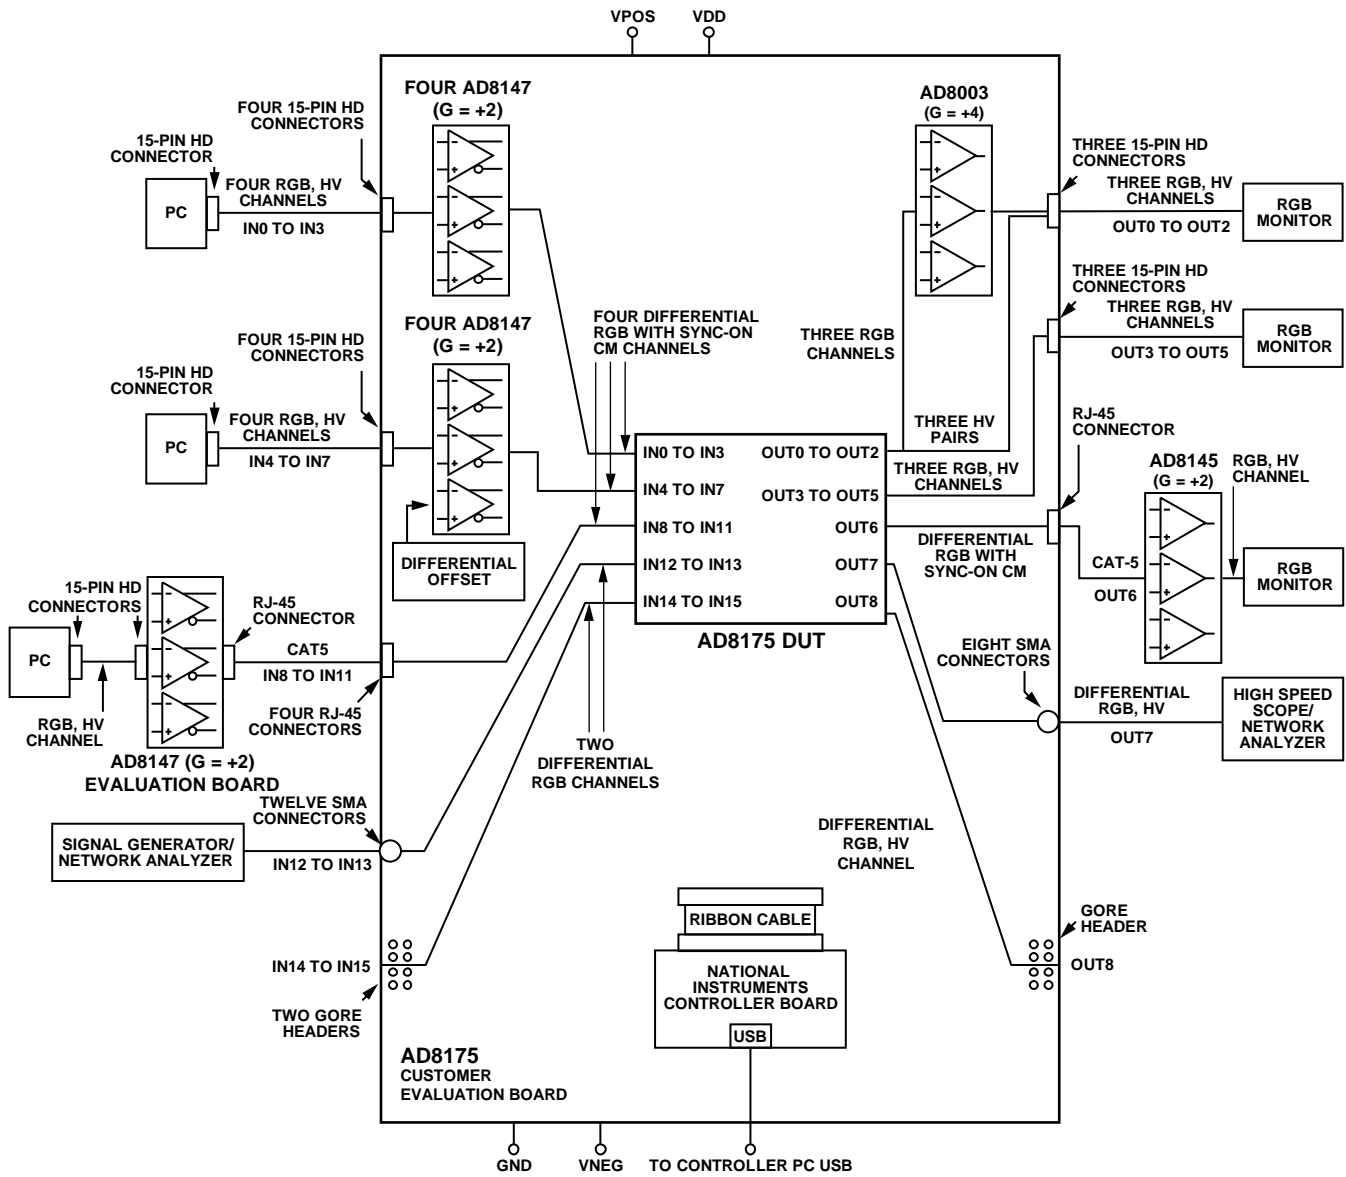 VPOS
VDD
FOUR AD8147
(G = +2)
AD8003
(G = +4)
FOUR 15-PIN HD
CONNECTORS
15-PIN HD
CONNECTOR
PC
FOUR RGB, HV
CHANNELS
IN0 TO IN3
THREE 15-PIN HD
CONNECTORS
THREE RGB, HV
CHANNELS
OUT0 TO OUT2
RGB
MONITOR
THREE 15-PIN HD
CONNECTORS
THREE RGB, HV
CHANNELS
OUT3 TO OUT5
RGB
MONITOR
FOUR AD8147
(G = +2)
FOUR 15-PIN HD
CONNECTORS
15-PIN HD
CONNECTOR
PC
FOUR RGB, HV
CHANNELS
IN4 TO IN7
DIFFERENTIAL
OFFSET
FOUR DIFFERENTIAL
RGB WITH SYNC-ON
CM CHANNELS
THREE RGB
CHANNELS
THREE HV
PAIRS
THREE RGB, HV
CHANNELS
IN0 TO IN3
IN4 TO IN7
IN8 TO IN11
IN12 TO IN13
IN14 TO IN15
OUT0 TO OUT2
OUT3 TO OUT5
OUT6
OUT7
OUT8
AD8175 DUT
DIFFERENTIAL
RGB WITH
SYNC-ON CM
RJ-45
CONNECTOR
AD8145
(G = +2)
RGB, HV
CHANNEL
CAT-5
OUT6
RGB
MONITOR
15-PIN HD
CONNECTORS
RJ-45
CONNECTOR
PC
CAT5
IN8 TO IN11
RGB, HV
CHANNEL
FOUR RJ-45
CONNECTORS
AD8147 (G = +2)
EVALUATION BOARD
TWO
DIFFERENTIAL
RGB CHANNELS
EIGHT SMA
CONNECTORS
DIFFERENTIAL
RGB, HV
OUT7
HIGH SPEED
SCOPE/
NETWORK
ANALYZER
TWELVE SMA
CONNECTORS
SIGNAL GENERATOR/
NETWORK ANALYZER
IN12 TO IN13
DIFFERENTIAL
RGB, HV
CHANNEL
RIBBON CABLE
NATIONAL
INSTRUMENTS
CONTROLLER BOARD
USB
GORE
HEADER
OUT8
IN14 TO IN15
TWO GORE
HEADERS
AD8175
CUSTOMER
EVALUATION BOARD
GND
VNEG
TO CONTROLLER PC USB